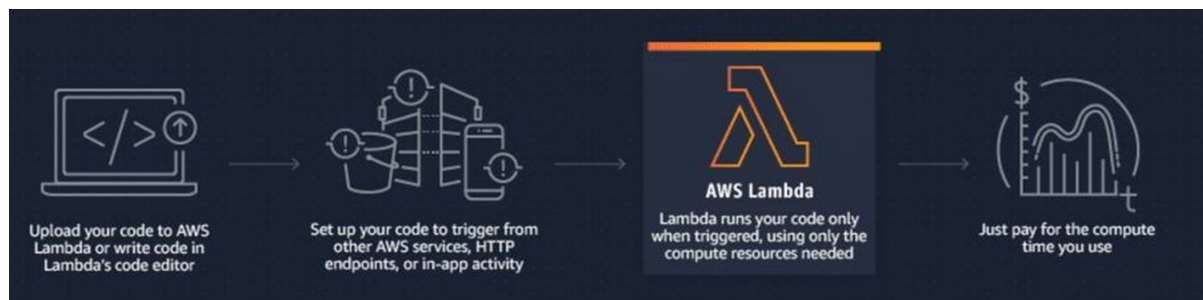 </>
Upload your code to AWS
Lambda or write code in
Lambda's code editor
Set up your code to trigger from
other AWS services, HTTP
endpoints, or in-app activity
AWS Lambda
Lambda runs your code only
when triggered, using only the
compute resources needed
$
t
Just pay for the compute
time you use